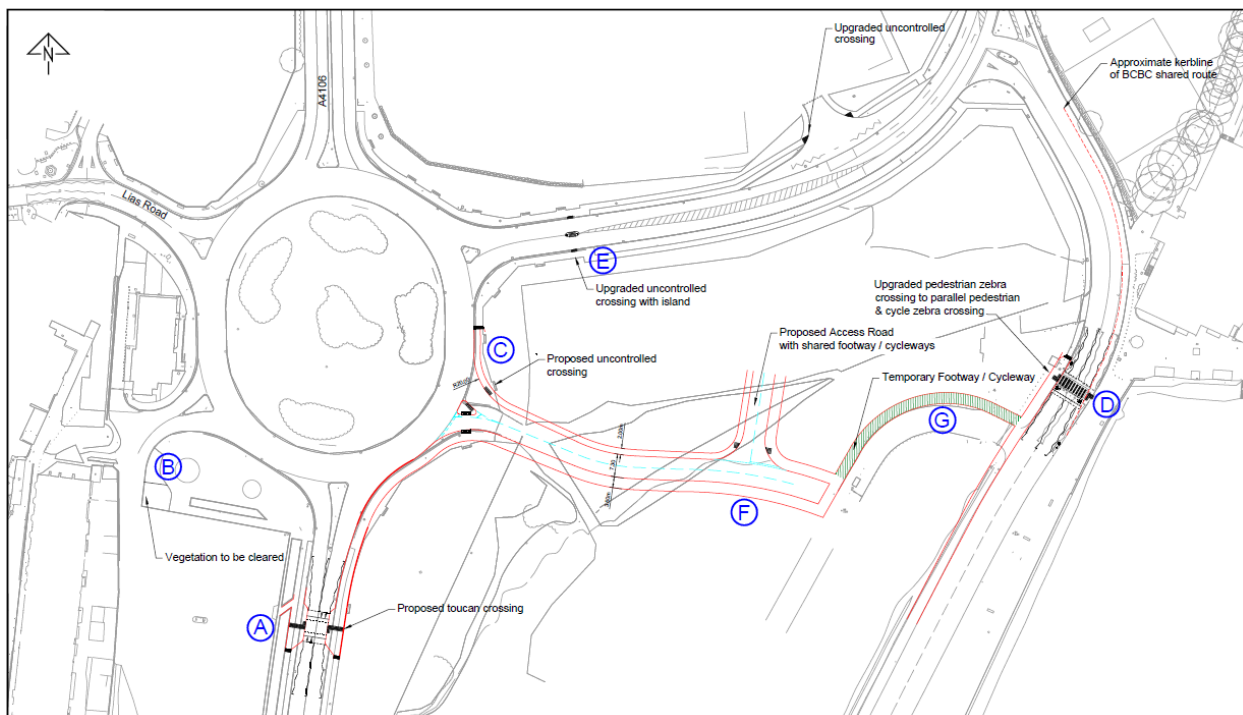 N
A4106
Lias Road
Upgraded uncontrolled
crossing
Approximate kerbline
of BCBC shared route
E
Upgraded uncontrolled
crossing with island
Upgraded pedestrian zebra
crossing to parallel pedestrian
& cycle zebra crossing
C
Proposed uncontrolled
crossing
Proposed Access Road
with shared footway / cycleways
Temporary Footway / Cycleway
D
G
B
7.00
F
Vegetation to be cleared
A
Proposed toucan crossing